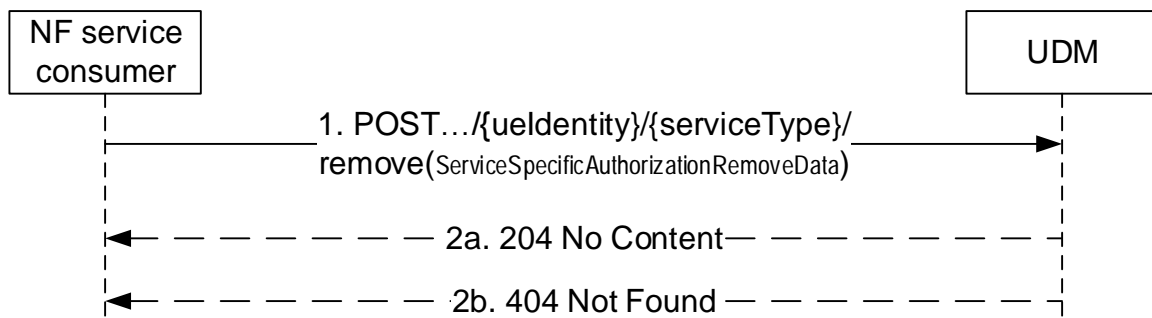 NF service
consumer
UDM
1. POST…/{ueIdentity}/{serviceType}/
remove(ServiceSpecificAuthorizationRemoveData)
2a. 204 No Content
2b. 404 Not Found